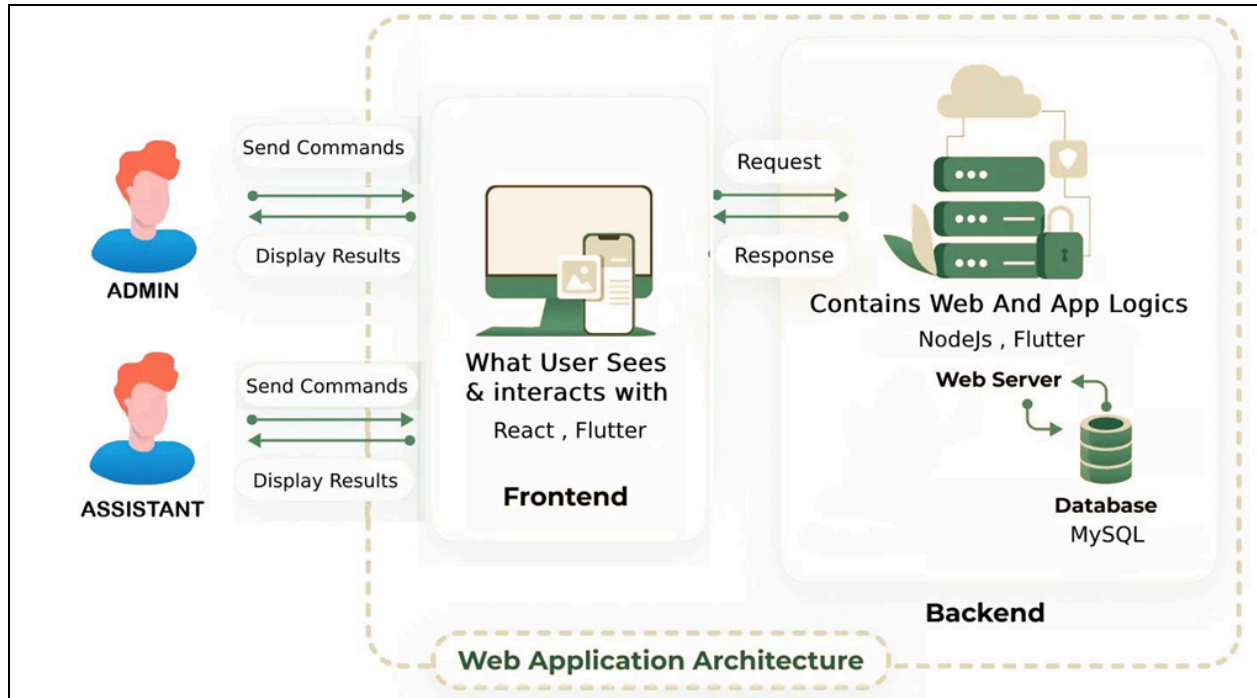 Send Commands
Display Results
ADMIN
Send Commands
Display Results
ASSISTANT
What User Sees
& interacts with
React , Flutter
Frontend
Request
Response
Contains Web And App Logics
NodeJs , Flutter
Web Server
Database
MySQL
Backend
Web Application Architecture